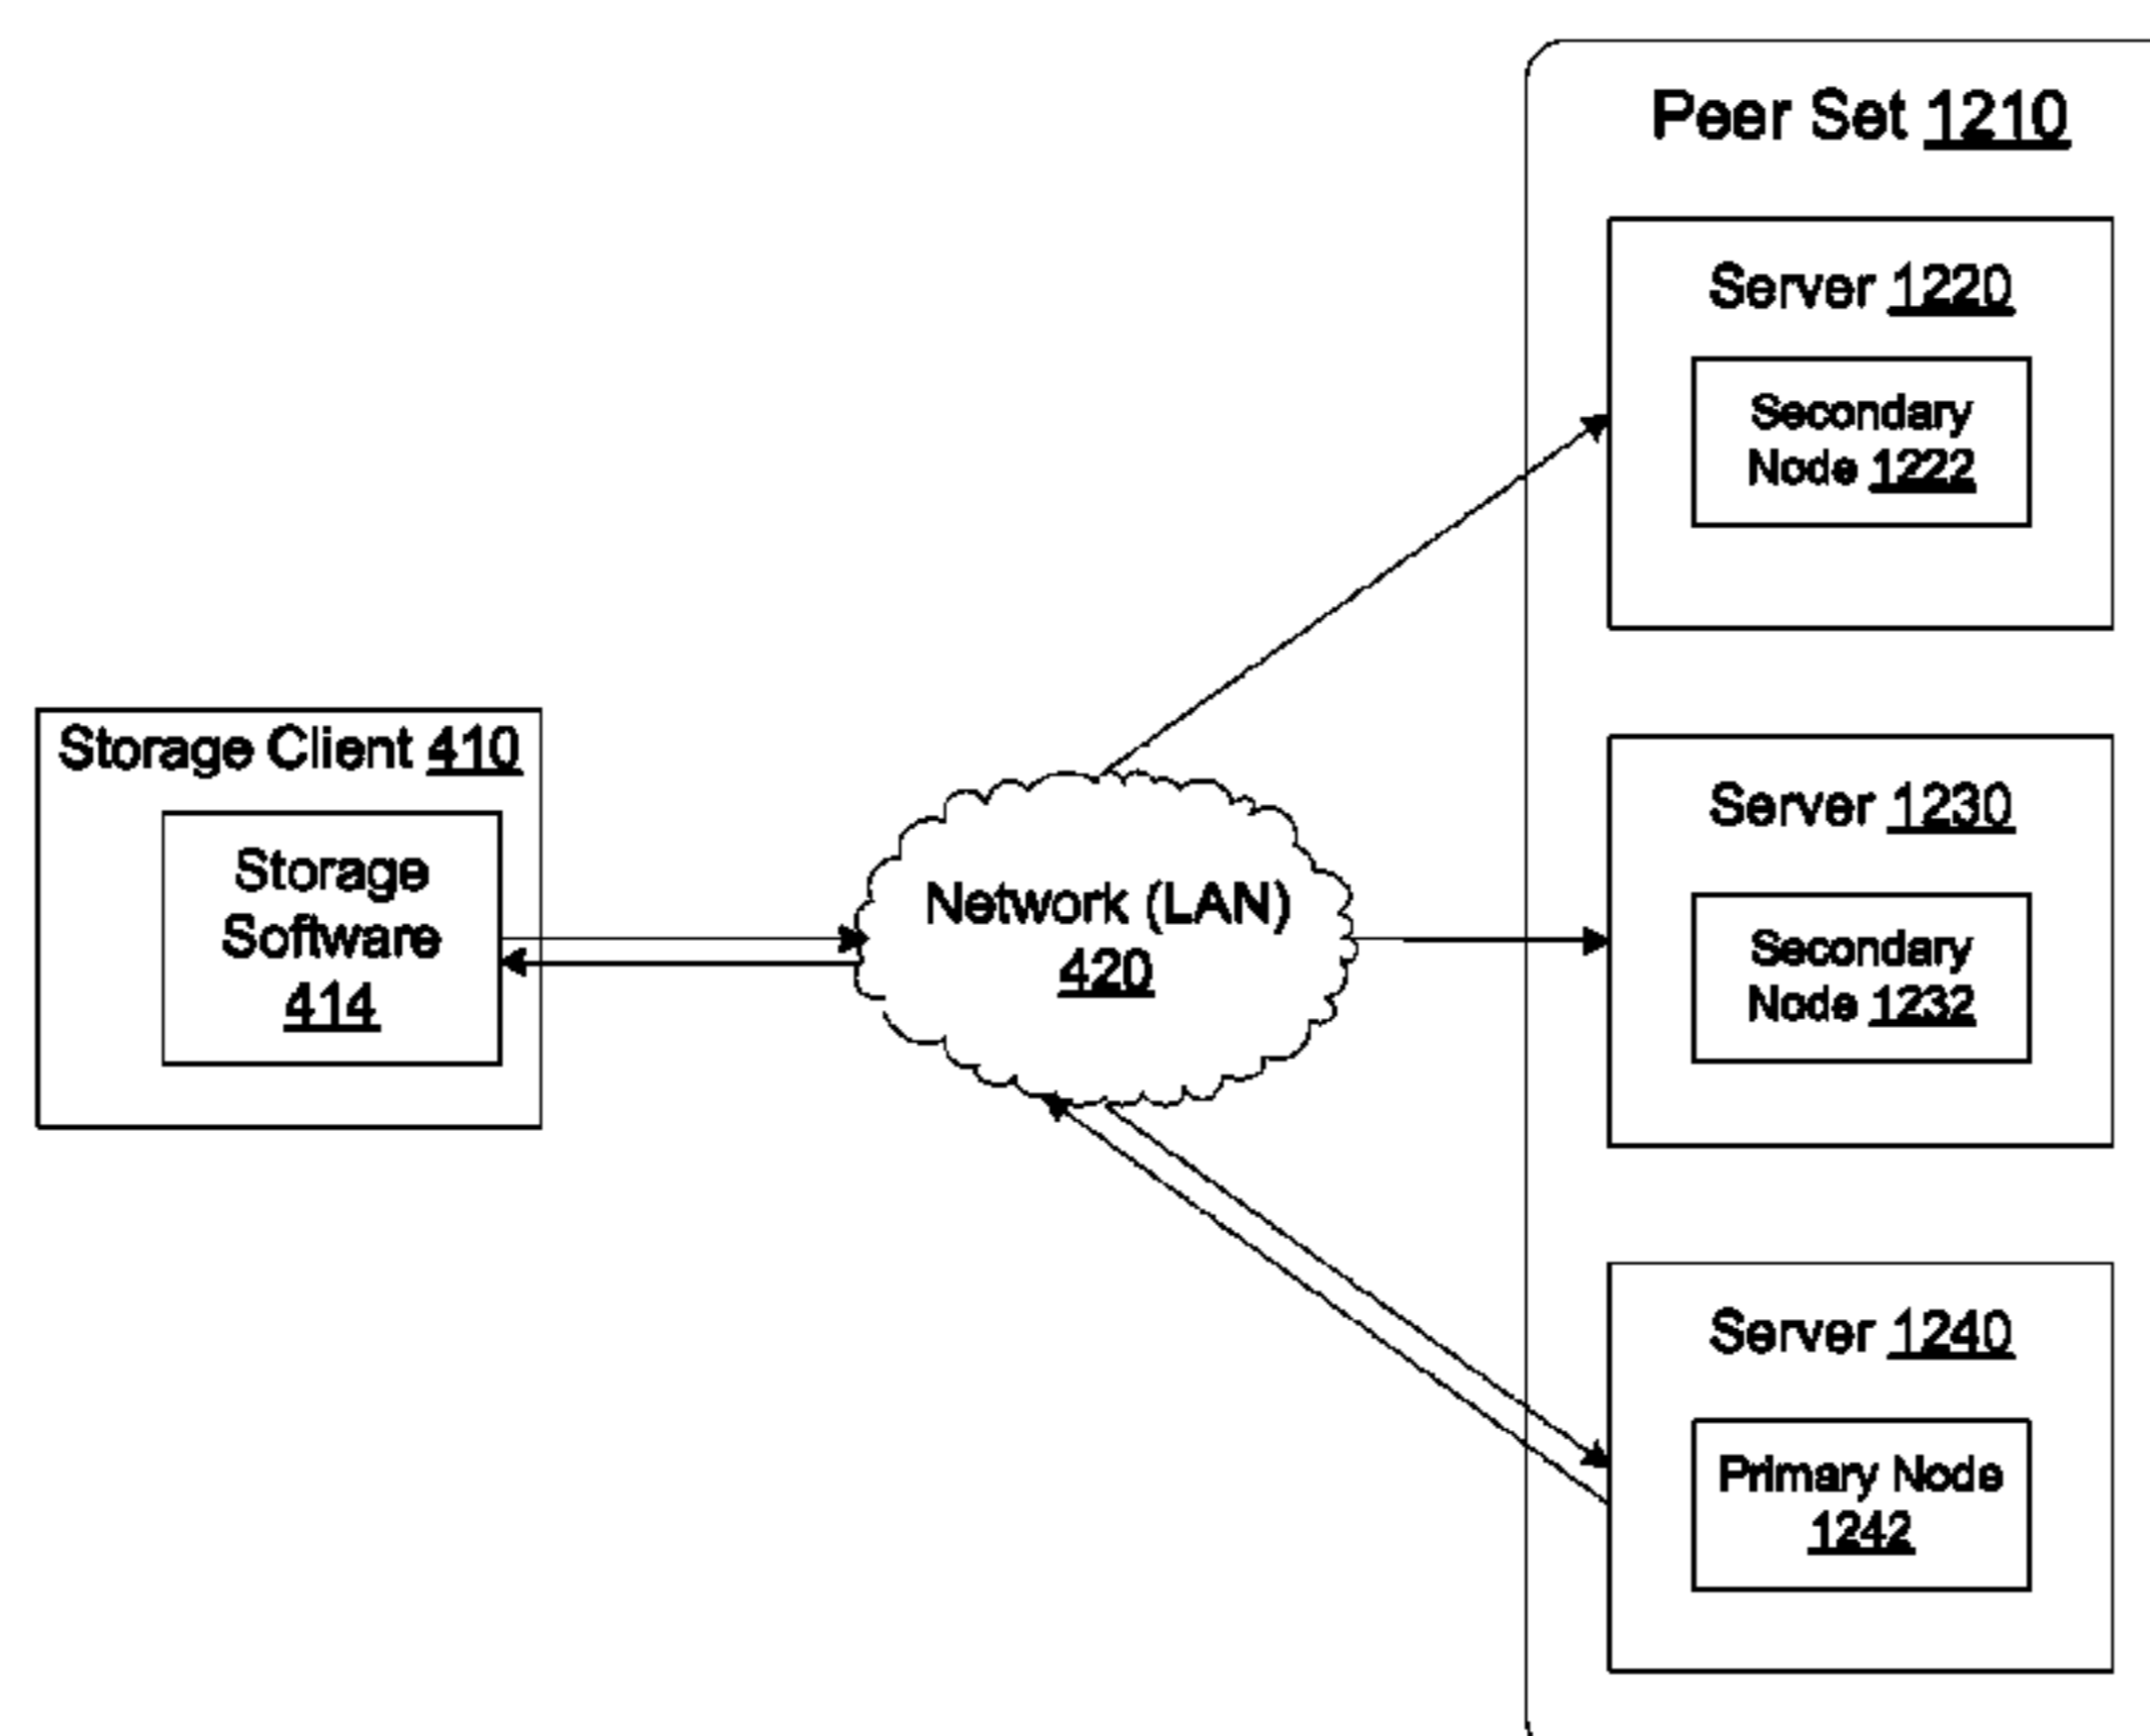 Peer Set 1210
Server 1220
Secondary
Node 1222
Storage Client 410
Storage
Software
414
Network (LAN)
420
Server 1230
Secondary
Node 1232
Server 1240
Primary Node
1242